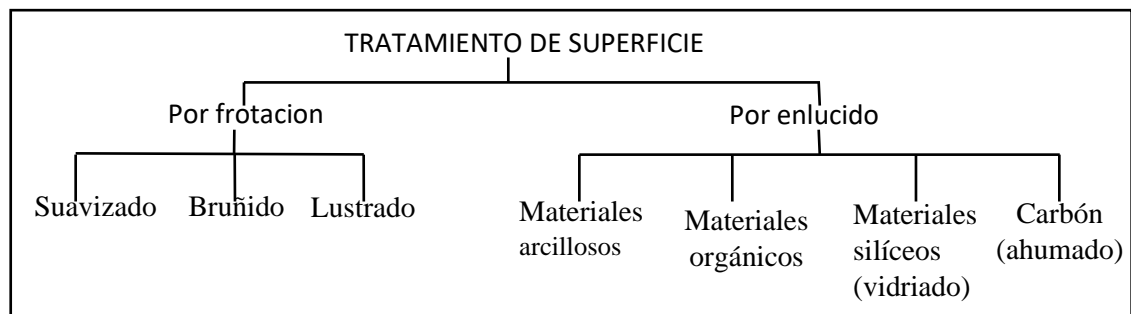 TRATAMIENTO DE SUPERFICIE
Por frotacion
Por enlucido
Suavizado
Bruñido
Lustrado
Materiales
arcillosos
Materiales
orgánicos
Materiales
silíceos
(vidriado)
Carbón
(ahumado)